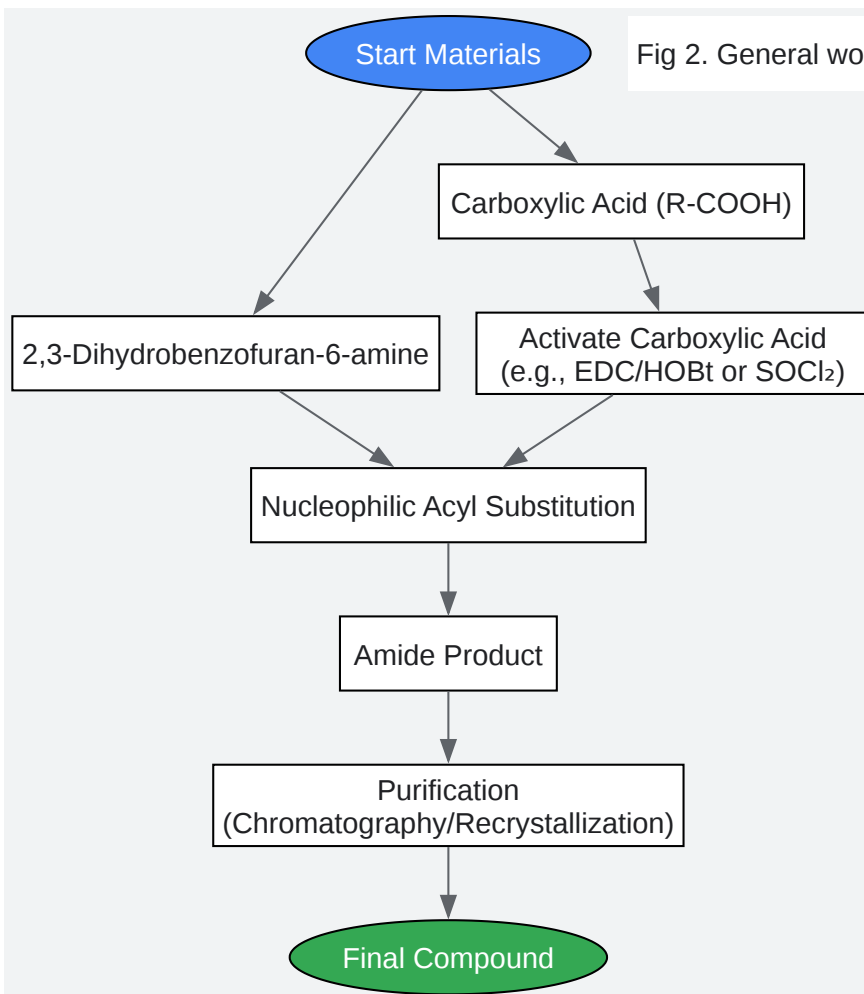 Start Materials
Fig 2. General wo
Carboxylic Acid (R-COOH)
2,3-Dihydrobenzofuran-6-amine
Activate Carboxylic Acid
(e.g., EDC/HOBt or SOCl₂)
Nucleophilic Acyl Substitution
Amide Product
Purification
(Chromatography/Recrystallization)
Final Compound